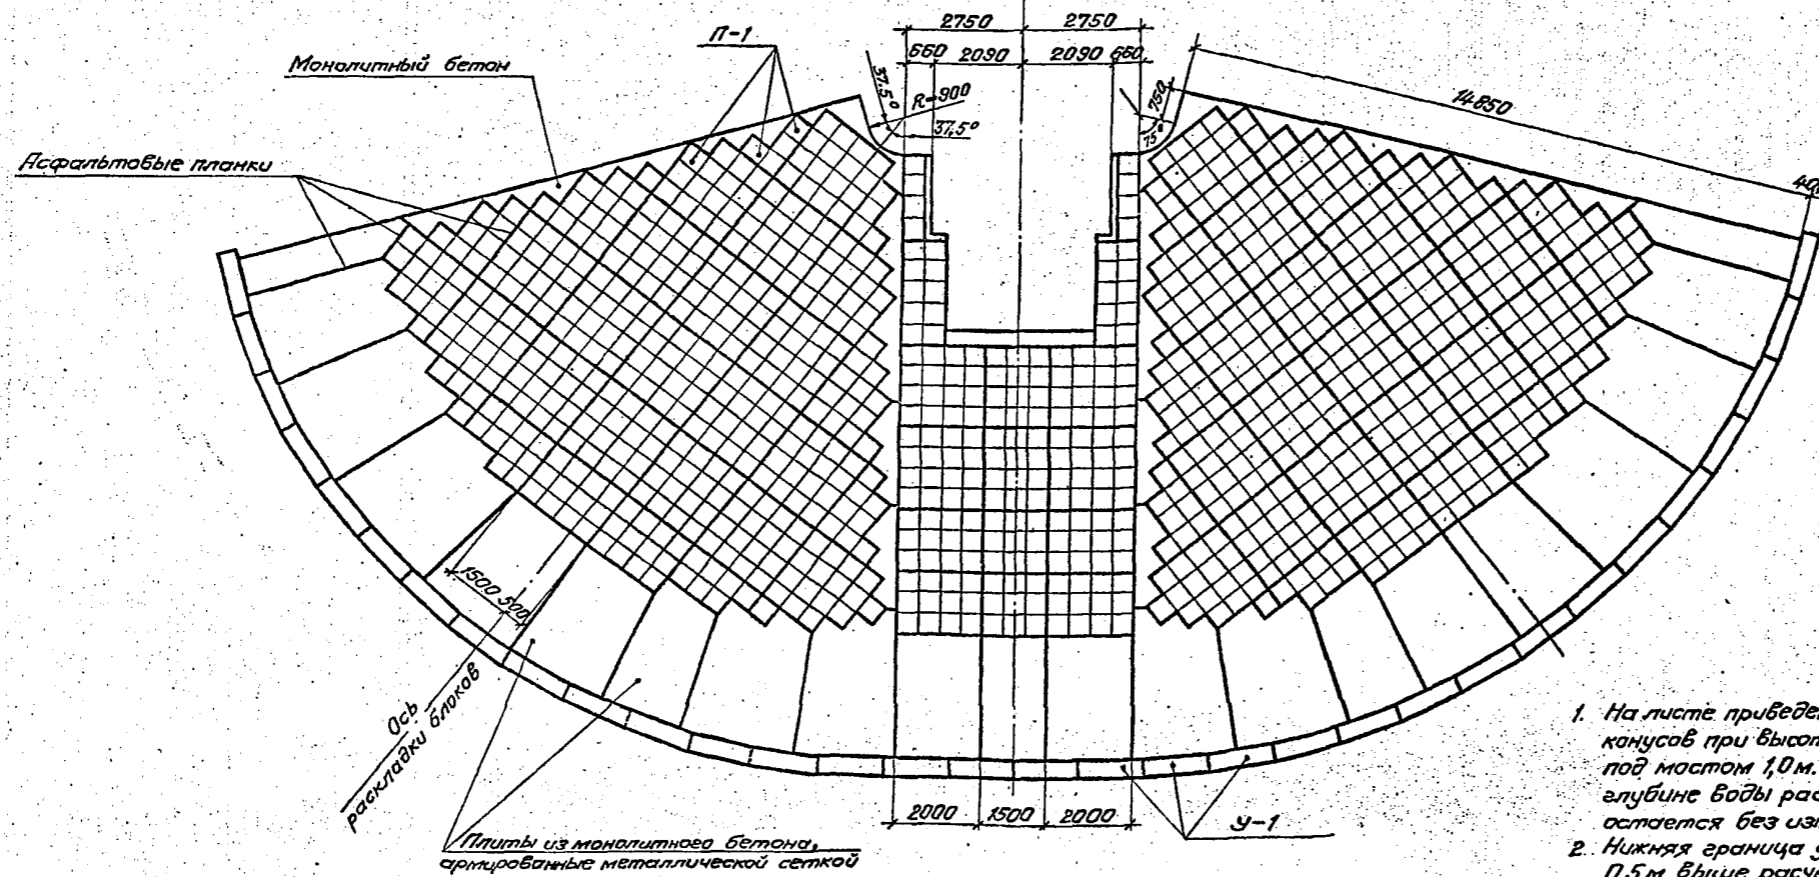 2750 2750
660 2090 2090 660
П-1
Монолитный бетон
37.5°
R=900
37,5°
750
75°
14850
Асфальтовые планки
1500 500
Ось
раскладки блоков
2000 1500 2000
У-1
Плиты из монолитного бетона,
армированные металлической сеткой
1. На листе приведе
конусов при высот
под мостом 1,0 м.
глубине воды рас
остается без из
2. Нижняя граница
0,5 м выше расч